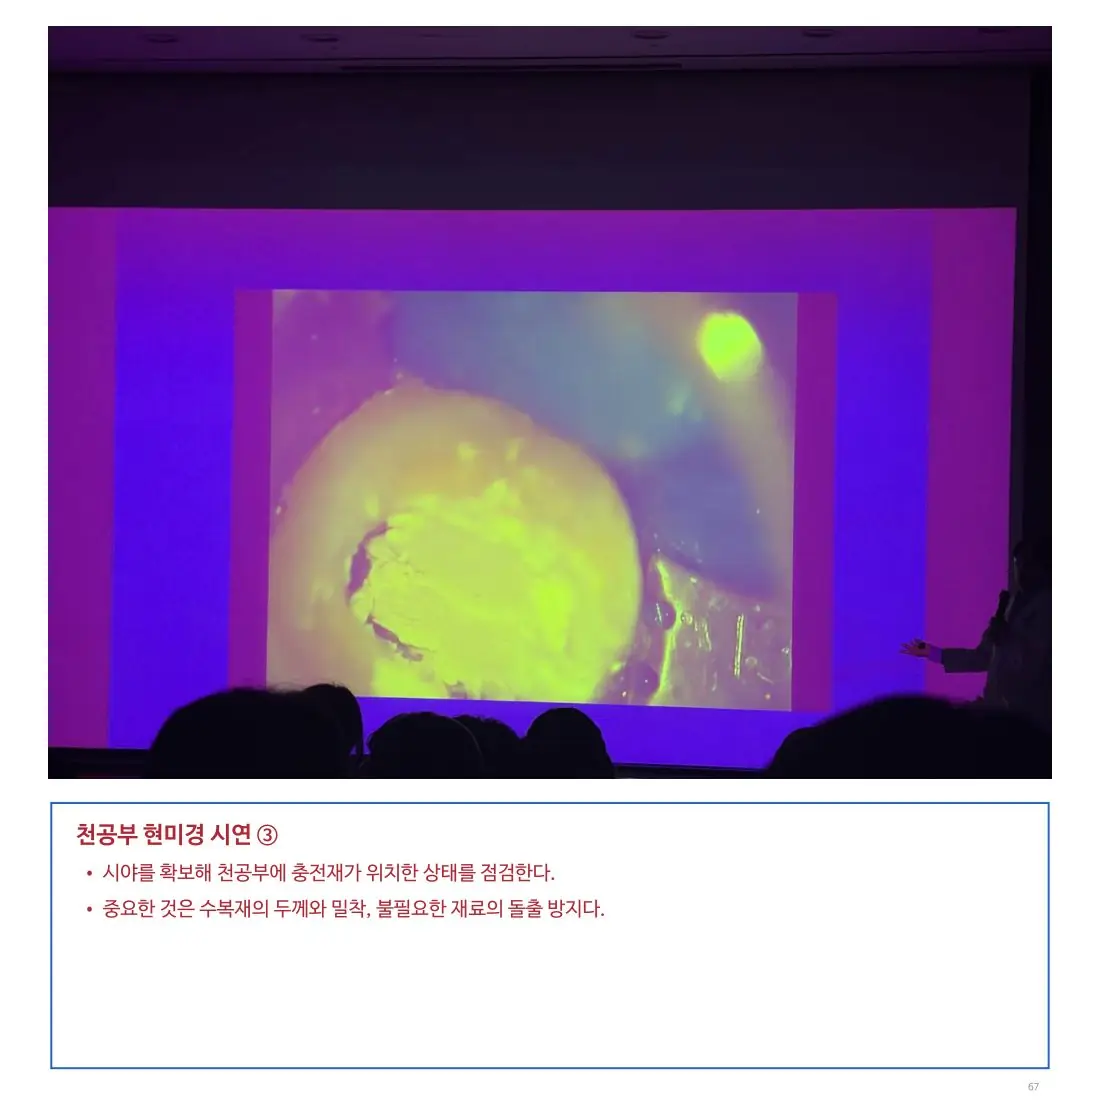 천공부 현미경 시연 ③
• 시야를 확보해 천공부에 충전재가 위치한 상태를 점검한다.
• 중요한 것은 수복재의 두께와 밀착, 불필요한 재료의 돌출 방지다.
67